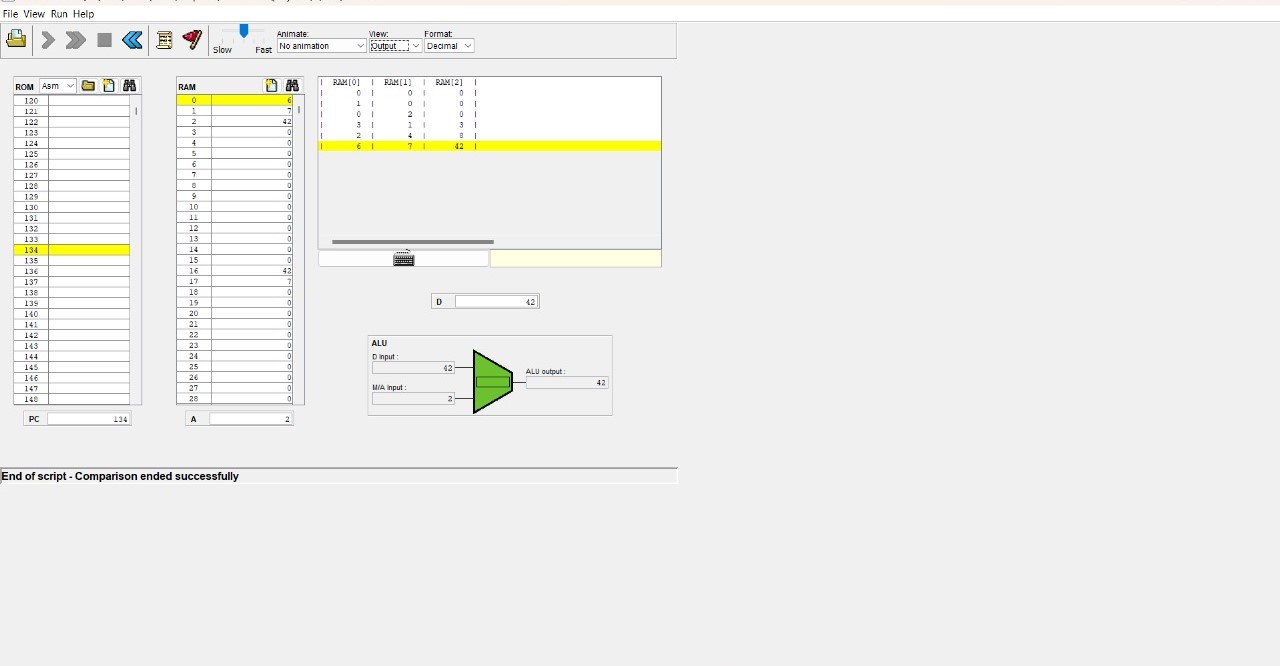 File View Run Help
Slow Fast
Animate:
No animation
View:
Output
Format:
Decimal
ROM Asm
120
121
122
123
124
125
126
127
128
129
130
131
132
133
134
135
136
137
138
139
140
141
142
143
144
145
146
147
148
PC 134
RAM
0 6
1 7
2 42
3 0
4 0
5 0
6 0
7 0
8 0
9 0
10 0
11 0
12 0
13 0
14 0
15 0
16 42
17 7
18 0
19 0
20 0
21 0
22 0
23 0
24 0
25 0
26 0
27 0
28 0
A 2
| RAM[0] | RAM[1] | RAM[2] |
| 0 | 0 | 0 |
| 1 | 0 | 0 |
| 0 | 2 | 0 |
| 3 | 1 | 3 |
| 2 | 4 | 8 |
| 6 | 7 | 42 |
D 42
ALU
D Input :
42
M/A Input :
2
ALU output :
42
End of script - Comparison ended successfully